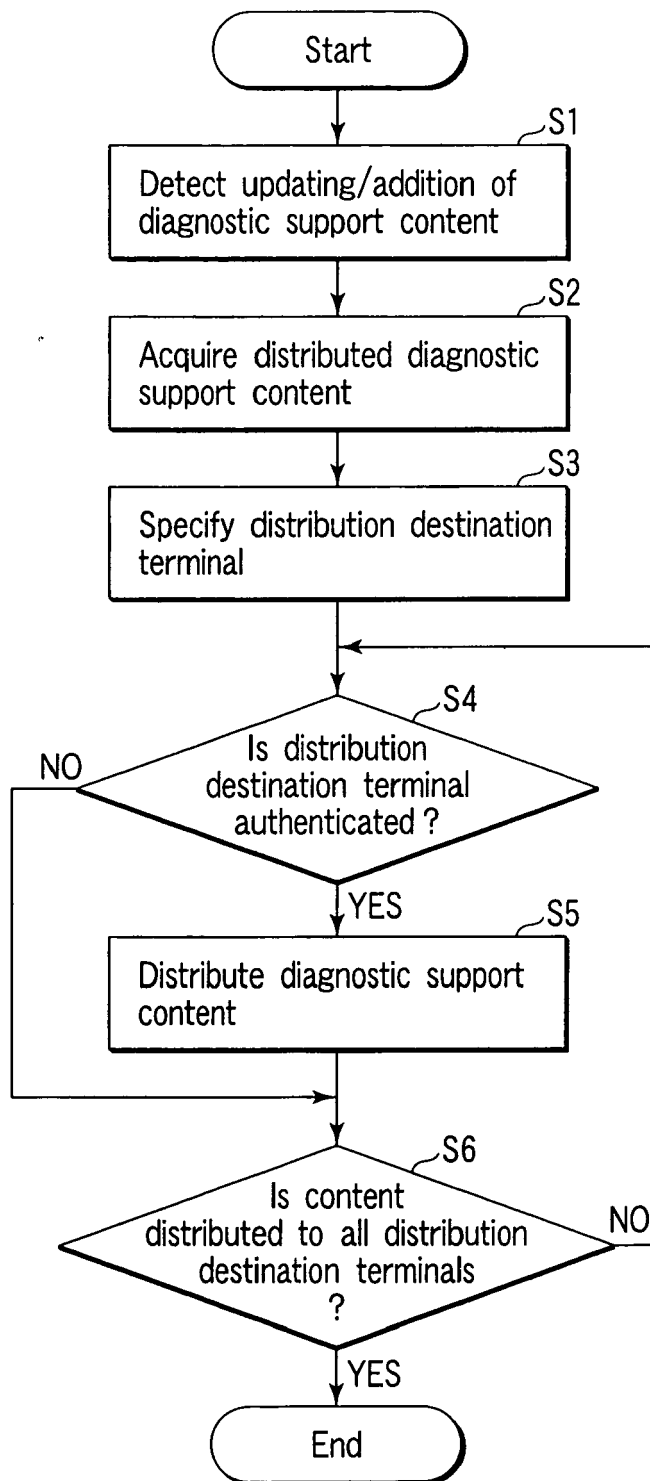 Start
S1
Detect updating/addition of
diagnostic support content
S2
Acquire distributed diagnostic
support content
S3
Specify distribution destination
terminal
S4
Is distribution
destination terminal
authenticated ?
NO
YES
S5
Distribute diagnostic support
content
S6
Is content
distributed to all distribution
destination terminals
?
NO
YES
End